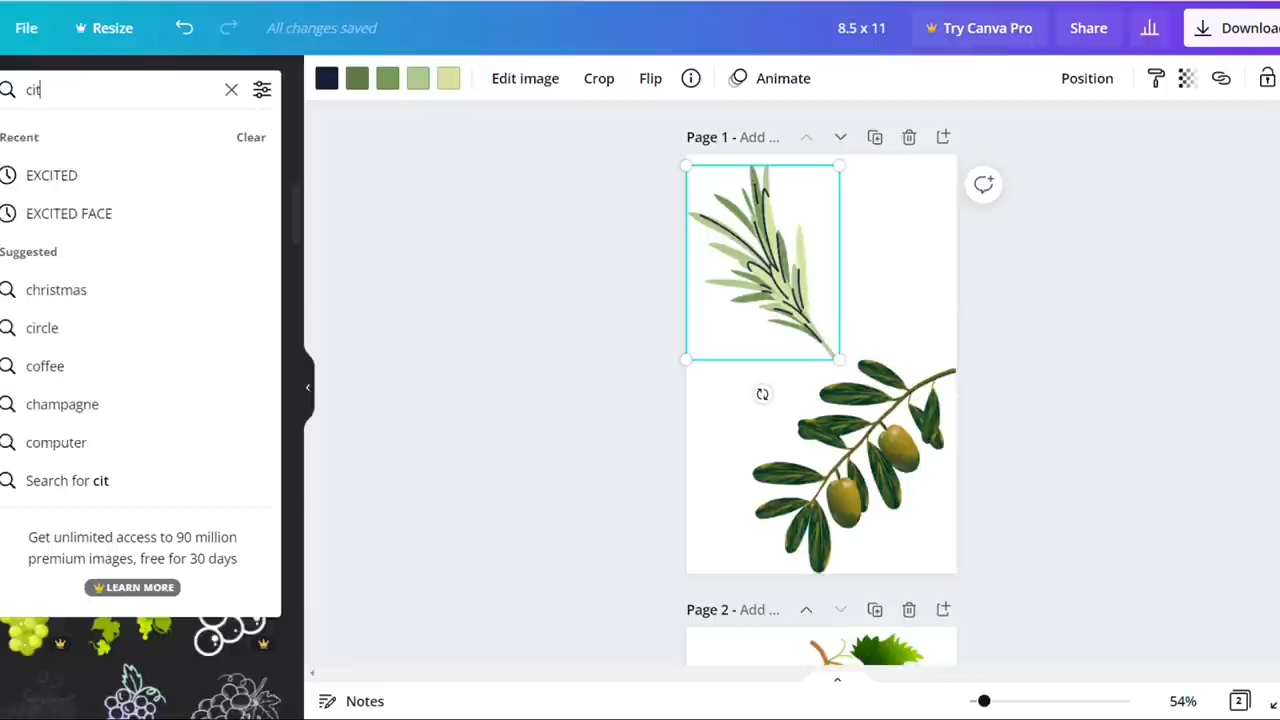 File
Resize
All changes saved
8.5 x 11
Try Canva Pro
Share
Download
cit
Edit image
Crop
Flip
Animate
Position
Recent
Clear
EXCITED
EXCITED FACE
Suggested
christmas
circle
coffee
champagne
computer
Search for cit
Get unlimited access to 90 million
premium images, free for 30 days
LEARN MORE
Page 1 - Add ...
Page 2 - Add ...
Notes
54%
2